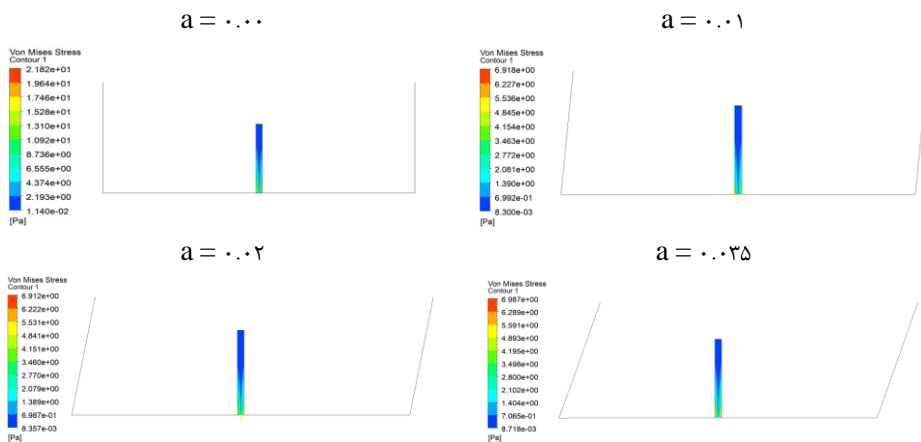 a = ۰.۰۰
Von Mises Stress
Contour 1
2.182e+01
1.964e+01
1.746e+01
1.528e+01
1.310e+01
1.092e+01
8.736e+00
6.555e+00
4.374e+00
2.193e+00
1.140e-02
[Pa]
a = ۰.۰۱
Von Mises Stress
Contour 1
6.918e+00
6.227e+00
5.536e+00
4.845e+00
4.154e+00
3.463e+00
2.772e+00
2.081e+00
1.390e+00
6.992e-01
8.300e-03
[Pa]
a = ۰.۰۲
Von Mises Stress
Contour 1
6.912e+00
6.222e+00
5.531e+00
4.841e+00
4.151e+00
3.460e+00
2.770e+00
2.079e+00
1.389e+00
6.987e-01
8.357e-03
[Pa]
a = ۰.۰۳۵
Von Mises Stress
Contour 1
6.987e+00
6.289e+00
5.591e+00
4.893e+00
4.195e+00
3.498e+00
2.800e+00
2.102e+00
1.404e+00
7.065e-01
8.718e-03
[Pa]